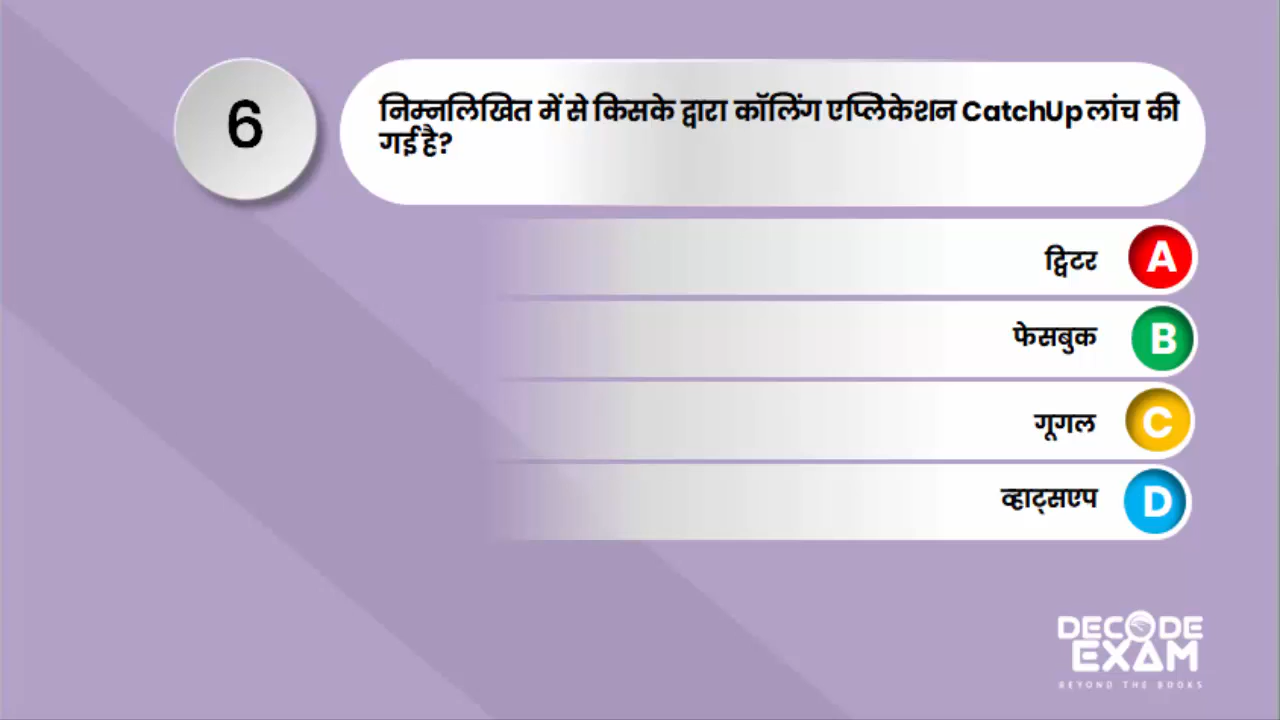 6
निम्नलिखित में से किसके द्वारा कॉलिंग एप्लिकेशन CatchUp लांच की
गई है?
ट्विटर A
फेसबुक B
गूगल C
व्हाट्सएप D
DECODE
EXAM
BEYOND THE BOOKS